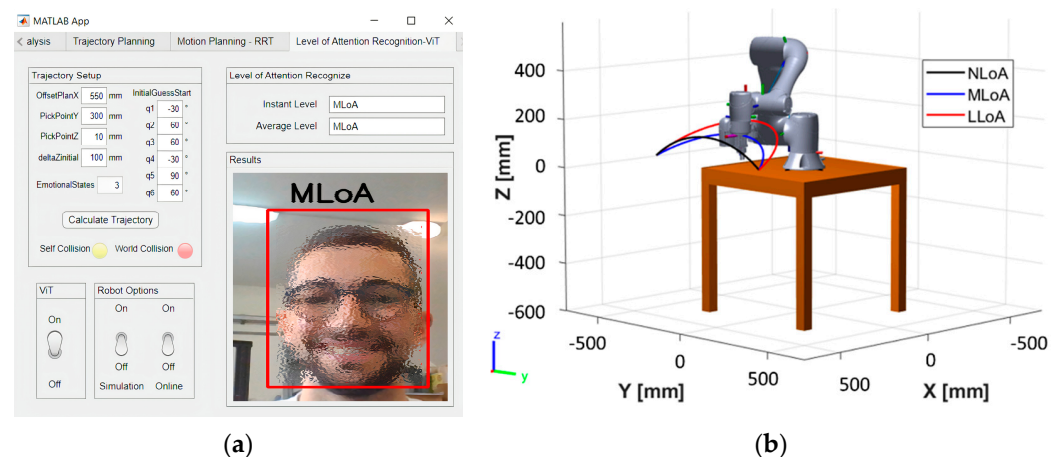 MATLAB App
alysis Trajectory Planning Motion Planning - RRT Level of Attention Recognition-ViT
Trajectory Setup
OffsetPlanX 550 mm
PickPointY 300 mm
PickPointZ 10 mm
deltaZinitial 100 mm
EmotionalStates 3
InitialGuessStart
q1 -30 °
q2 60 °
q3 60 °
q4 -30 °
q5 90 °
q6 60 °
Calculate Trajectory
Self Collision World Collision
Level of Attention Recognize
Instant Level MLoA
Average Level MLoA
Results
MLoA
ViT
On
Off
Robot Options
On On
Off Off
Simulation Online
(a)
NLoA
MLoA
LLoA
Z [mm]
400
200
0
-200
-400
-600
-500
0
500
Y [mm]
500
0
-500
X [mm]
z
y
(b)